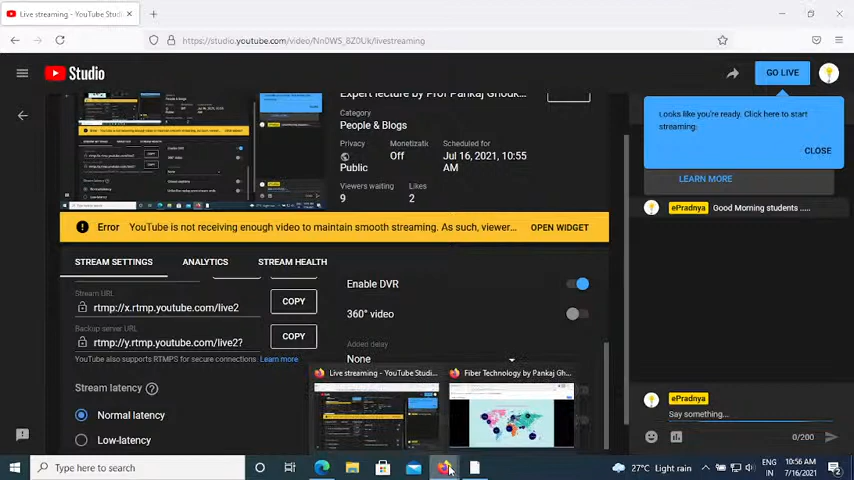 Live streaming - YouTube Studi
https://studio.youtube.com/video/Nn0WS_8Z0Uk/livestreaming
Studio
GO LIVE
Looks like you're ready. Click here to start
streaming.
CLOSE
LEARN MORE
Expert lecture by Prof Pankaj Ghouk...
Category
People & Blogs
Privacy
Public
Monetizati
Off
Scheduled for
Jul 16, 2021, 10:55
AM
Viewers waiting
9
Likes
2
ePradnya Good Morning students .....
Error YouTube is not receiving enough video to maintain smooth streaming. As such, viewer... OPEN WIDGET
STREAM SETTINGS ANALYTICS STREAM HEALTH
Stream URL
rtmp://x.rtmp.youtube.com/live2
COPY
Backup server URL
rtmp://y.rtmp.youtube.com/live2?
COPY
YouTube also supports RTMPS for secure connections. Learn more
Stream latency
Normal latency
Low-latency
Enable DVR
360° video
Added delay
None
Live streaming - YouTube Studi...
Fiber Technology by Pankaj Gho...
ePradnya
Say something...
0/200
Type here to search
27°C Light rain
ENG
IN
10:56 AM
7/16/2021
2